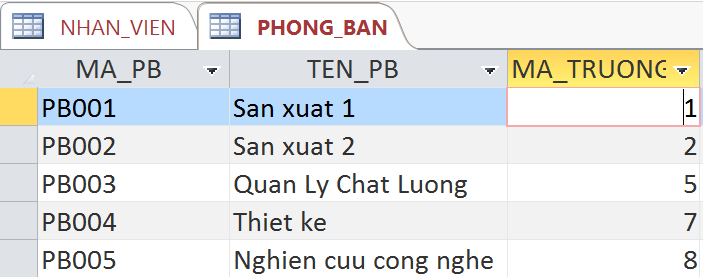 NHAN_VIEN PHONG_BAN
MA_PB TEN_PB MA_TRUONG
PB001 San xuat 1 1
PB002 San xuat 2 2
PB003 Quan Ly Chat Luong 5
PB004 Thiet ke 7
PB005 Nghien cuu cong nghe 8